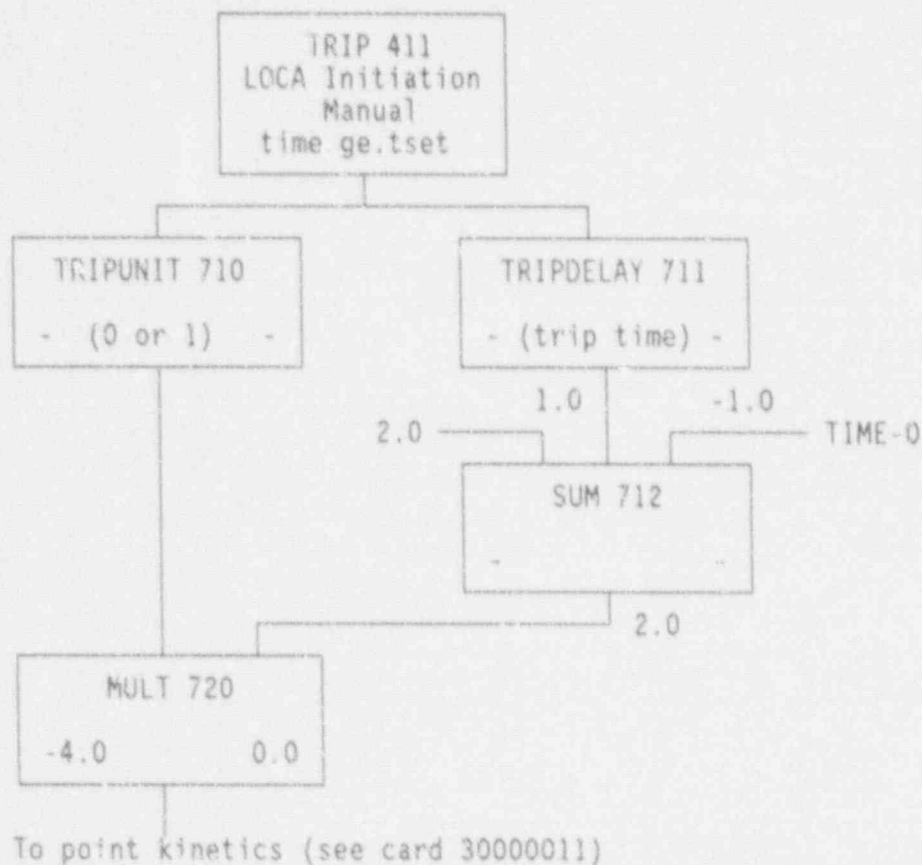 TRIP 411
LOCA Initiation
Manual
time ge.tset
TRIPUNIT 710
- (0 or 1) -
TRIPDELAY 711
- (trip time) -
1.0 -1.0
2.0 TIME-0
SUM 712
- -
2.0
MULT 720
-4.0 0.0
To point kinetics (see card 30000011)